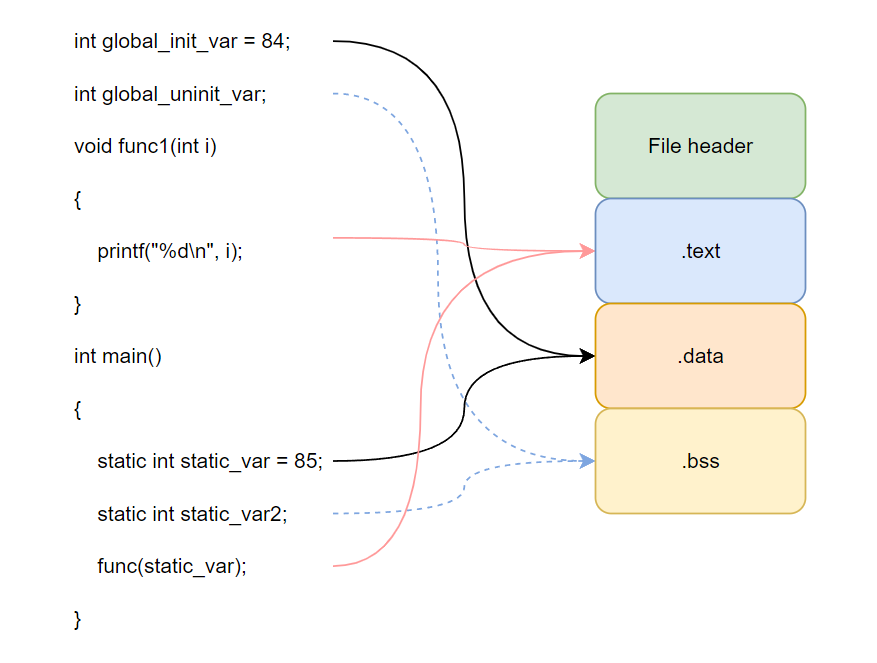 int global_init_var = 84;
int global_uninit_var;
void func1(int i)
{
printf("%d\n", i);
}
int main()
{
static int static_var = 85;
static int static_var2;
func(static_var);
}
File header
.text
.data
.bss